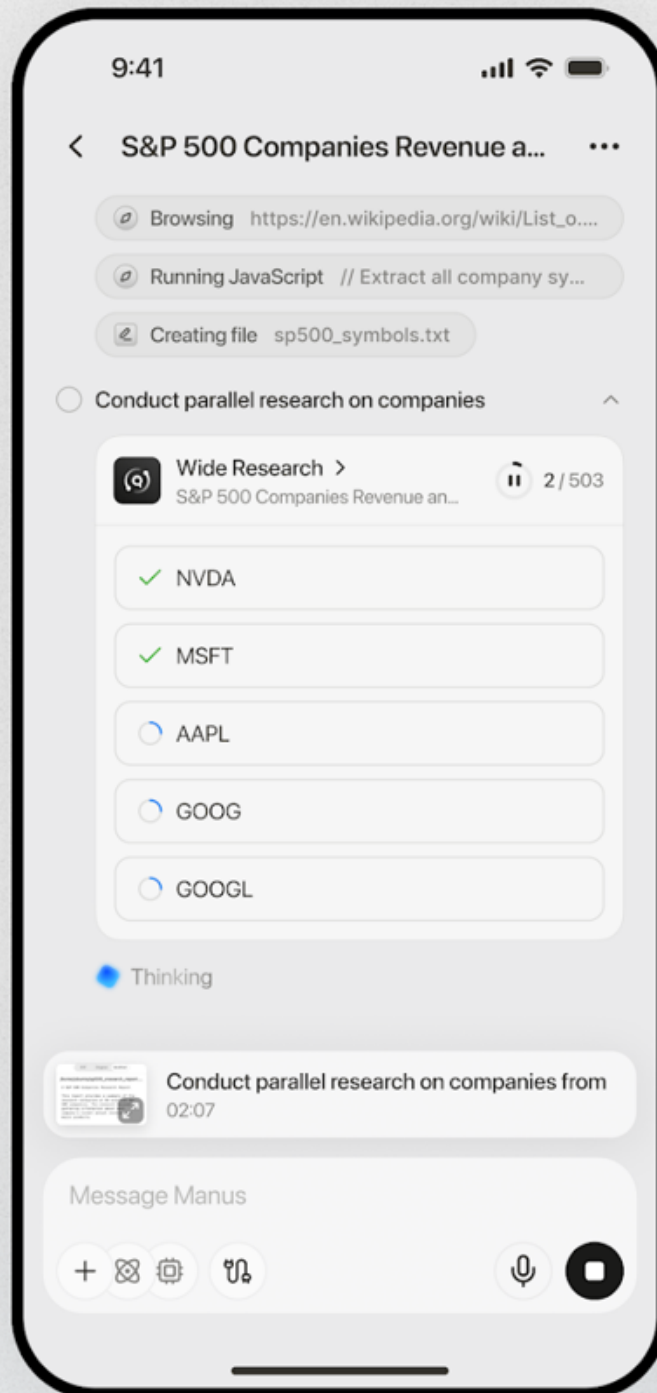 9:41
S&P 500 Companies Revenue a...
Browsing https://en.wikipedia.org/wiki/List_o....
Running JavaScript // Extract all company sy...
Creating file sp500_symbols.txt
Conduct parallel research on companies
Wide Research
2 / 503
S&P 500 Companies Revenue an...
NVDA
MSFT
AAPL
GOOG
GOOGL
Thinking
Conduct parallel research on companies from
02:07
Message Manus